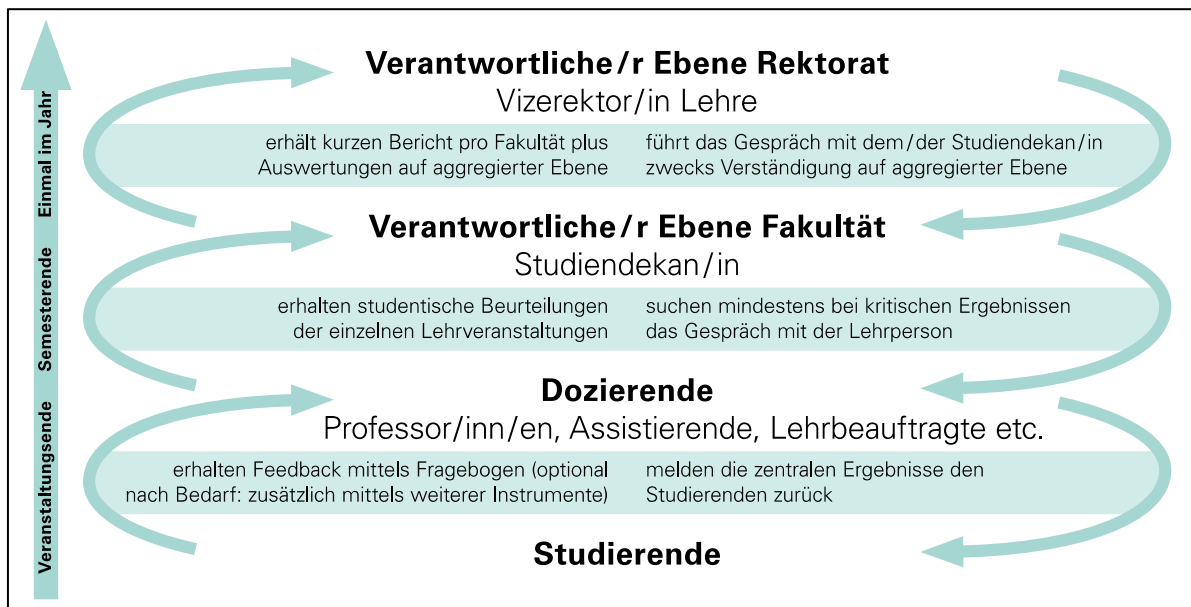 Verantwortliche/r Ebene Rektorat
Vizerektor/in Lehre
erhält kurzen Bericht pro Fakultät plus
Auswertungen auf aggregierter Ebene
führt das Gespräch mit dem/der Studiendekan/in
zwecks Verständigung auf aggregierter Ebene
Einmal im Jahr
Verantwortliche/r Ebene Fakultät
Studiendekan/in
erhalten studentische Beurteilungen
der einzelnen Lehrveranstaltungen
suchen mindestens bei kritischen Ergebnissen
das Gespräch mit der Lehrperson
Semesterende
Dozierende
Professor/inn/en, Assistierende, Lehrbeauftragte etc.
erhalten Feedback mittels Fragebogen (optional
nach Bedarf: zusätzlich mittels weiterer Instrumente)
melden die zentralen Ergebnisse den
Studierenden zurück
Veranstaltungsende
Studierende